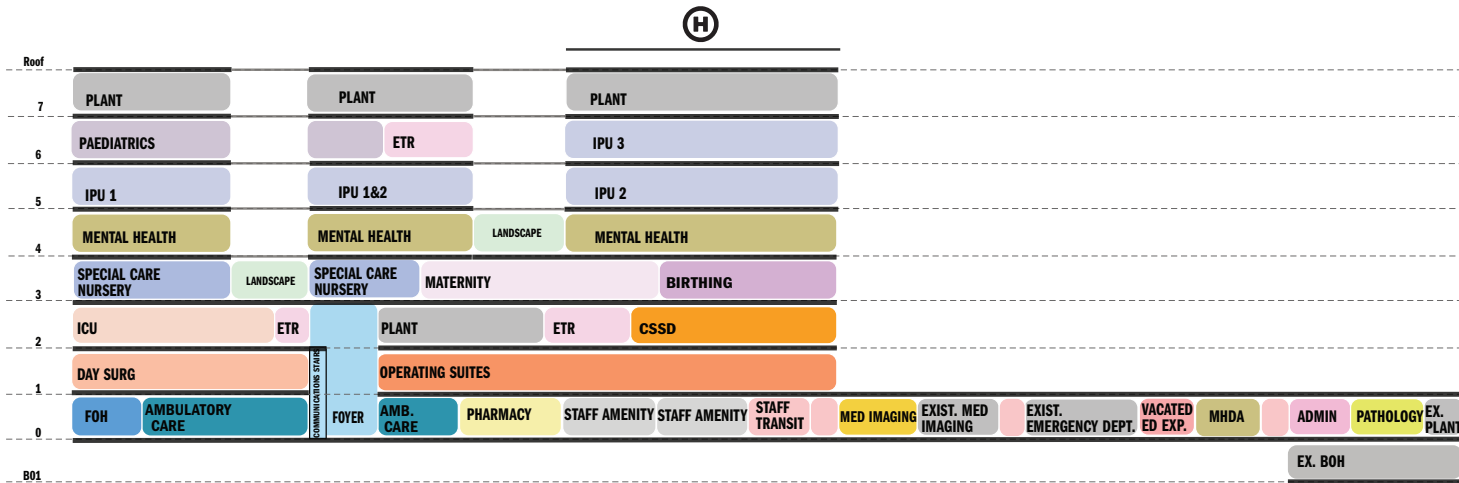 H
Roof
PLANT
PLANT
PLANT
7
PAEDIATRICS
ETR
IPU 3
6
IPU 1
IPU 1&2
IPU 2
5
MENTAL HEALTH
MENTAL HEALTH
LANDSCAPE
MENTAL HEALTH
4
SPECIAL CARE
NURSERY
LANDSCAPE
SPECIAL CARE
NURSERY
MATERNITY
BIRTHING
3
ICU
ETR
PLANT
ETR
CSSD
2
DAY SURG
COMMUNICATIONS STAIRS
OPERATING SUITES
1
FOH
AMBULATORY
CARE
FOYER
AMB.
CARE
PHARMACY
STAFF AMENITY
STAFF AMENITY
STAFF
TRANSIT
MED IMAGING
EXIST. MED
IMAGING
EXIST.
EMERGENCY DEPT.
VACATED
ED EXP.
MHDA
ADMIN
PATHOLOGY
EX.
PLANT
0
EX. BOH
B01